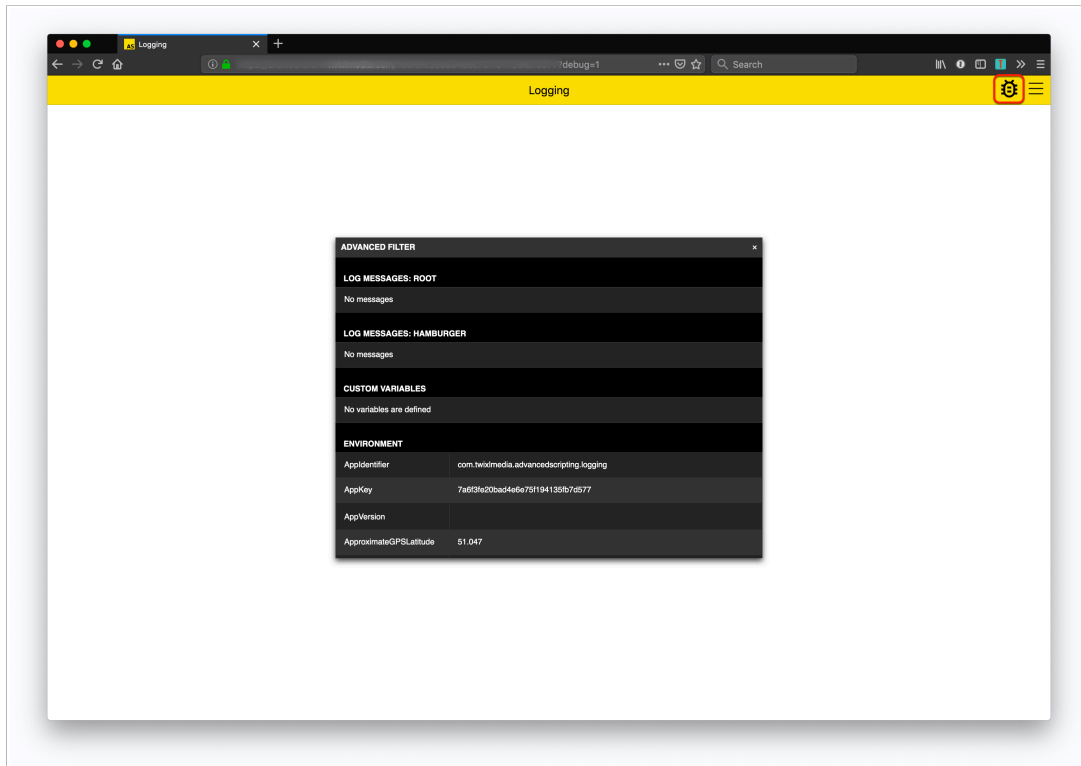 AS Logging
?debug=1
Search
Logging
ADVANCED FILTER
LOG MESSAGES: ROOT
No messages
LOG MESSAGES: HAMBURGER
No messages
CUSTOM VARIABLES
No variables are defined
ENVIRONMENT
AppIdentifier com.twixlmedia.advancedscripting.logging
AppKey 7a6f3fe20bad4e6e75f194135fb7d577
AppVersion
ApproximateGPSLatitude 51.047